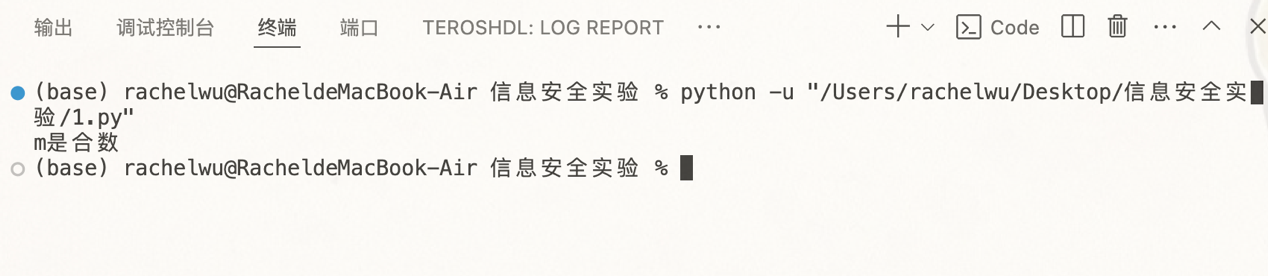 输出 调试控制台 终端 端口 TEROSHDL: LOG REPORT ··· Code ···
(base) rachelwu@RacheldeMacBook-Air 信息安全实验 % python -u "/Users/rachelwu/Desktop/信息安全实
验/1.py"
m是合数
(base) rachelwu@RacheldeMacBook-Air 信息安全实验 %